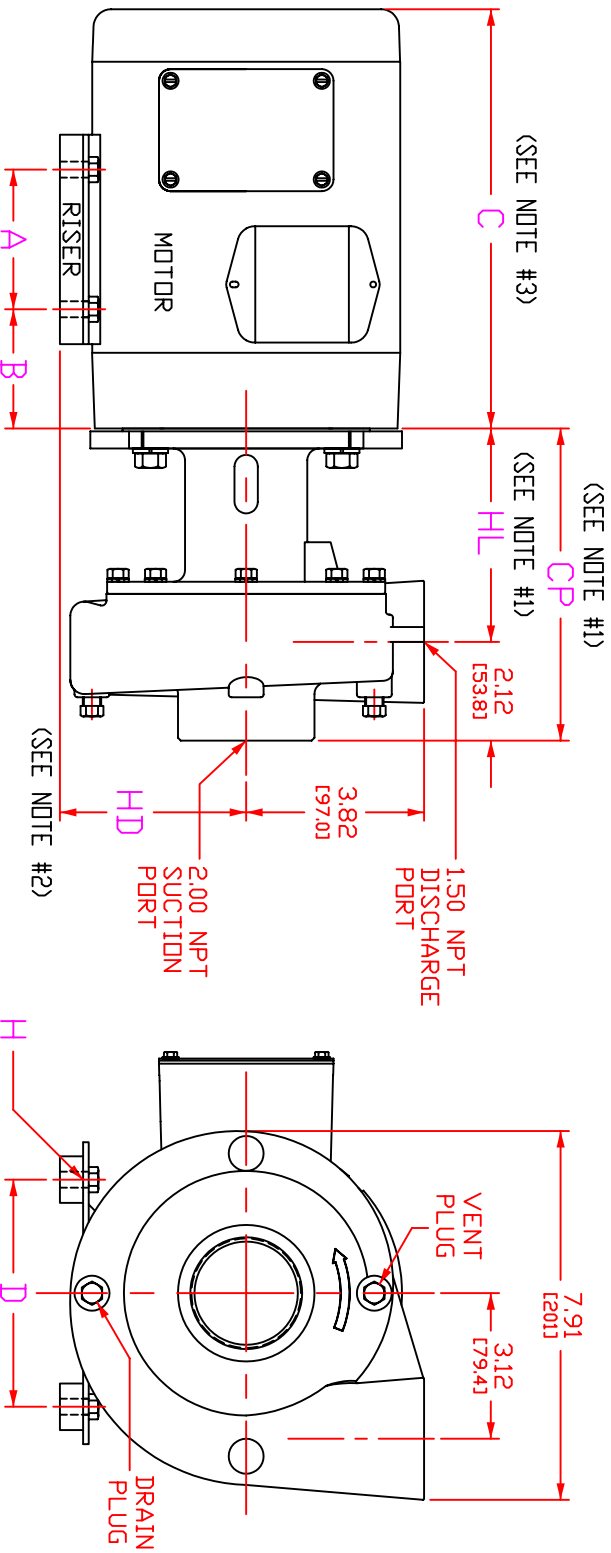 (SEE NOTE #3)
C
(SEE NOTE #1)
CP
(SEE NOTE #1)
HL
2.12
[53.8]
MOTOR
RISER
A
B
3.82
[97.0]
HD
(SEE NOTE #2)
1.50 NPT
DISCHARGE
PORT
2.00 NPT
SUCTION
PORT
7.91
[201]
3.12
[79.4]
VENT
PLUG
H
D
DRAIN
PLUG